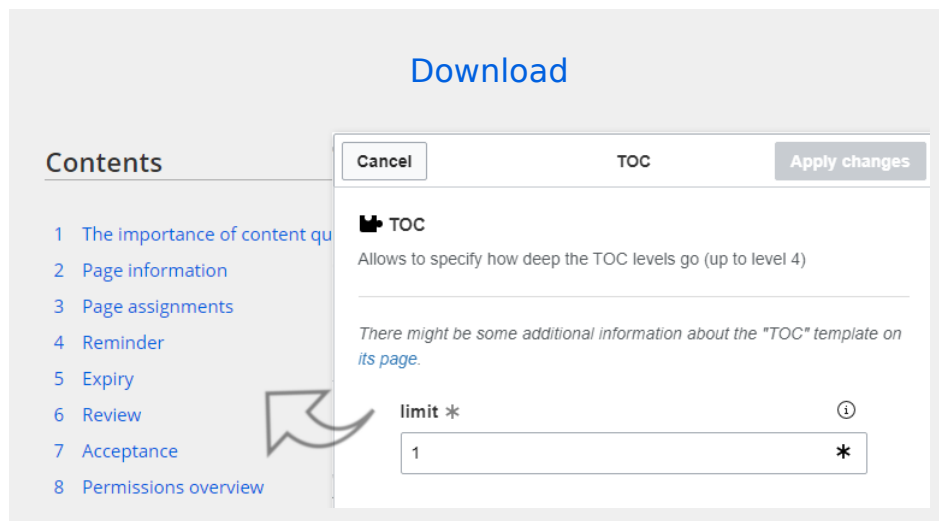 Download
Contents
1 The importance of content qu
2 Page information
3 Page assignments
4 Reminder
5 Expiry
6 Review
7 Acceptance
8 Permissions overview
Cancel
TOC
Apply changes
TOC
Allows to specify how deep the TOC levels go (up to level 4)
There might be some additional information about the "TOC" template on
its page.
limit *
1 *